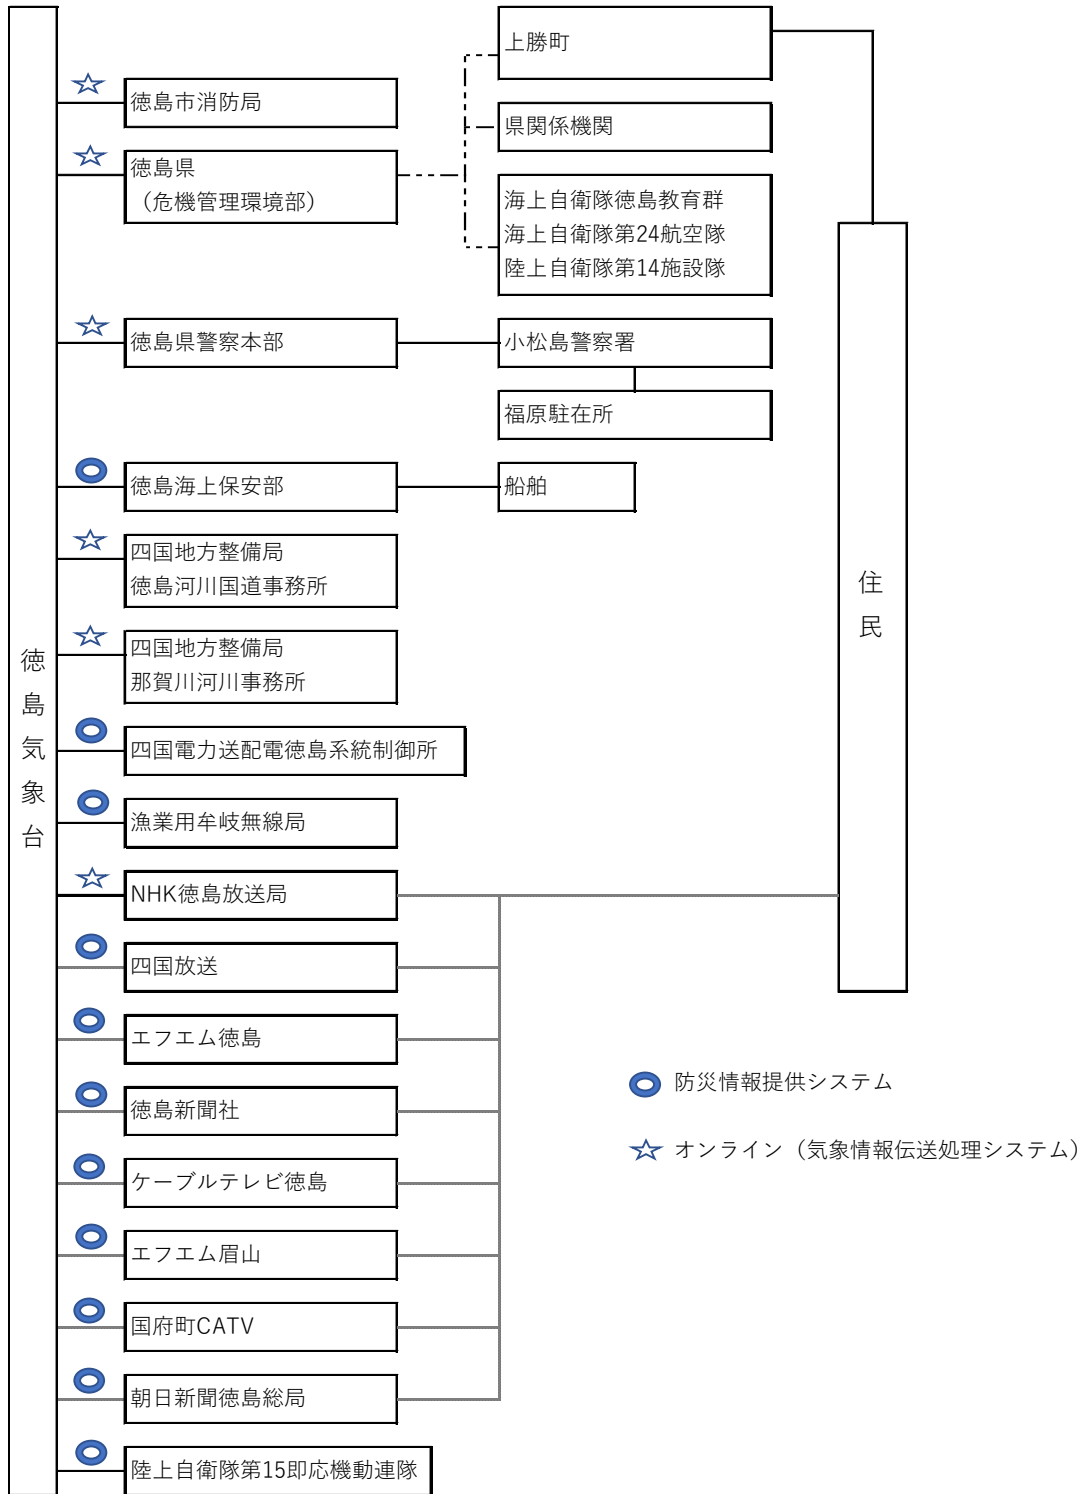 徳島気象台
徳島市消防局
徳島県
（危機管理環境部）
上勝町
県関係機関
海上自衛隊徳島教育群
海上自衛隊第24航空隊
陸上自衛隊第14施設隊
徳島県警察本部
小松島警察署
福原駐在所
徳島海上保安部
船舶
四国地方整備局
徳島河川国道事務所
四国地方整備局
那賀川河川事務所
四国電力送配電徳島系統制御所
漁業用牟岐無線局
NHK徳島放送局
四国放送
エフエム徳島
徳島新聞社
ケーブルテレビ徳島
エフエム眉山
国府町CATV
朝日新聞徳島総局
陸上自衛隊第15即応機動連隊
住民
防災情報提供システム
オンライン（気象情報伝送処理システム）